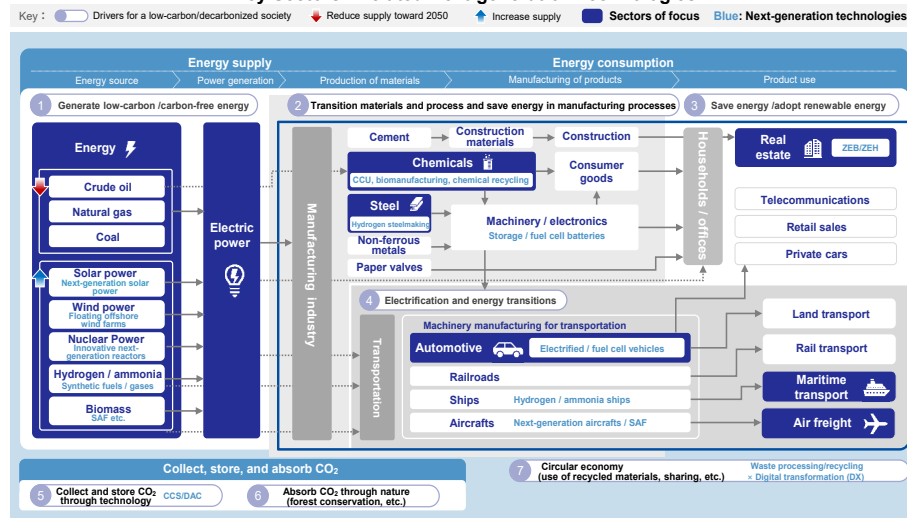 Key :
Drivers for a low-carbon/decarbonized society
Reduce supply toward 2050
Increase supply
Sectors of focus
Blue: Next-generation technologies
Energy supply
Energy consumption
Energy source
Power generation
Production of materials
Manufacturing of products
Product use
1 Generate low-carbon /carbon-free energy
2 Transition materials and process and save energy in manufacturing processes
3 Save energy /adopt renewable energy
Energy
Crude oil
Natural gas
Coal
Solar power
Next-generation solar
power
Wind power
Floating offshore
wind farms
Nuclear Power
Innovative next-
generation reactors
Hydrogen / ammonia
Synthetic fuels / gases
Biomass
SAF etc.
Electric
power
Manufacturing industry
Cement
Construction
materials
Construction
Chemicals
CCU, biomanufacturing, chemical recycling
Consumer
goods
Steel
Hydrogen steelmaking
Non-ferrous
metals
Machinery / electronics
Storage / fuel cell batteries
Paper valves
Households / offices
Real
estate
ZEB/ZEH
Telecommunications
Retail sales
Private cars
4 Electrification and energy transitions
Transportation
Machinery manufacturing for transportation
Automotive
Electrified / fuel cell vehicles
Railroads
Ships
Hydrogen / ammonia ships
Aircrafts
Next-generation aircrafts / SAF
Land transport
Rail transport
Maritime
transport
Air freight
Collect, store, and absorb CO₂
5 Collect and store CO₂
through technology
CCS/DAC
6 Absorb CO₂ through nature
(forest conservation, etc.)
7 Circular economy
(use of recycled materials, sharing, etc.)
Waste processing/recycling
× Digital transformation (DX)